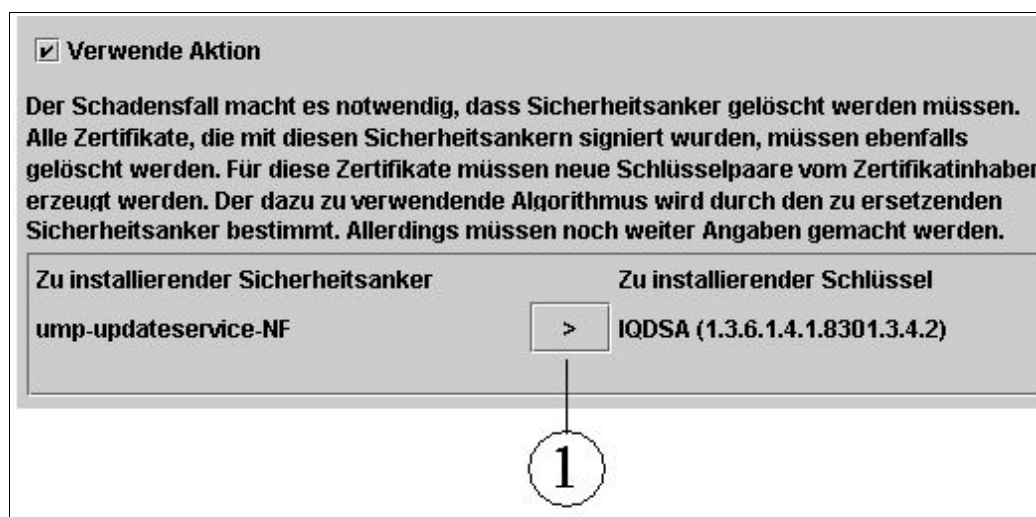 Verwende Aktion
Der Schadensfall macht es notwendig, dass Sicherheitsanker gelöscht werden müssen.
Alle Zertifikate, die mit diesen Sicherheitsankern signiert wurden, müssen ebenfalls
gelöscht werden. Für diese Zertifikate müssen neue Schlüsselpaare vom Zertifikatinhaber
erzeugt werden. Der dazu zu verwendende Algorithmus wird durch den zu ersetzenden
Sicherheitsanker bestimmt. Allerdings müssen noch weiter Angaben gemacht werden.
Zu installierender Sicherheitsanker Zu installierender Schlüssel
ump-updateservice-NF > IQDSA (1.3.6.1.4.1.8301.3.4.2)
1